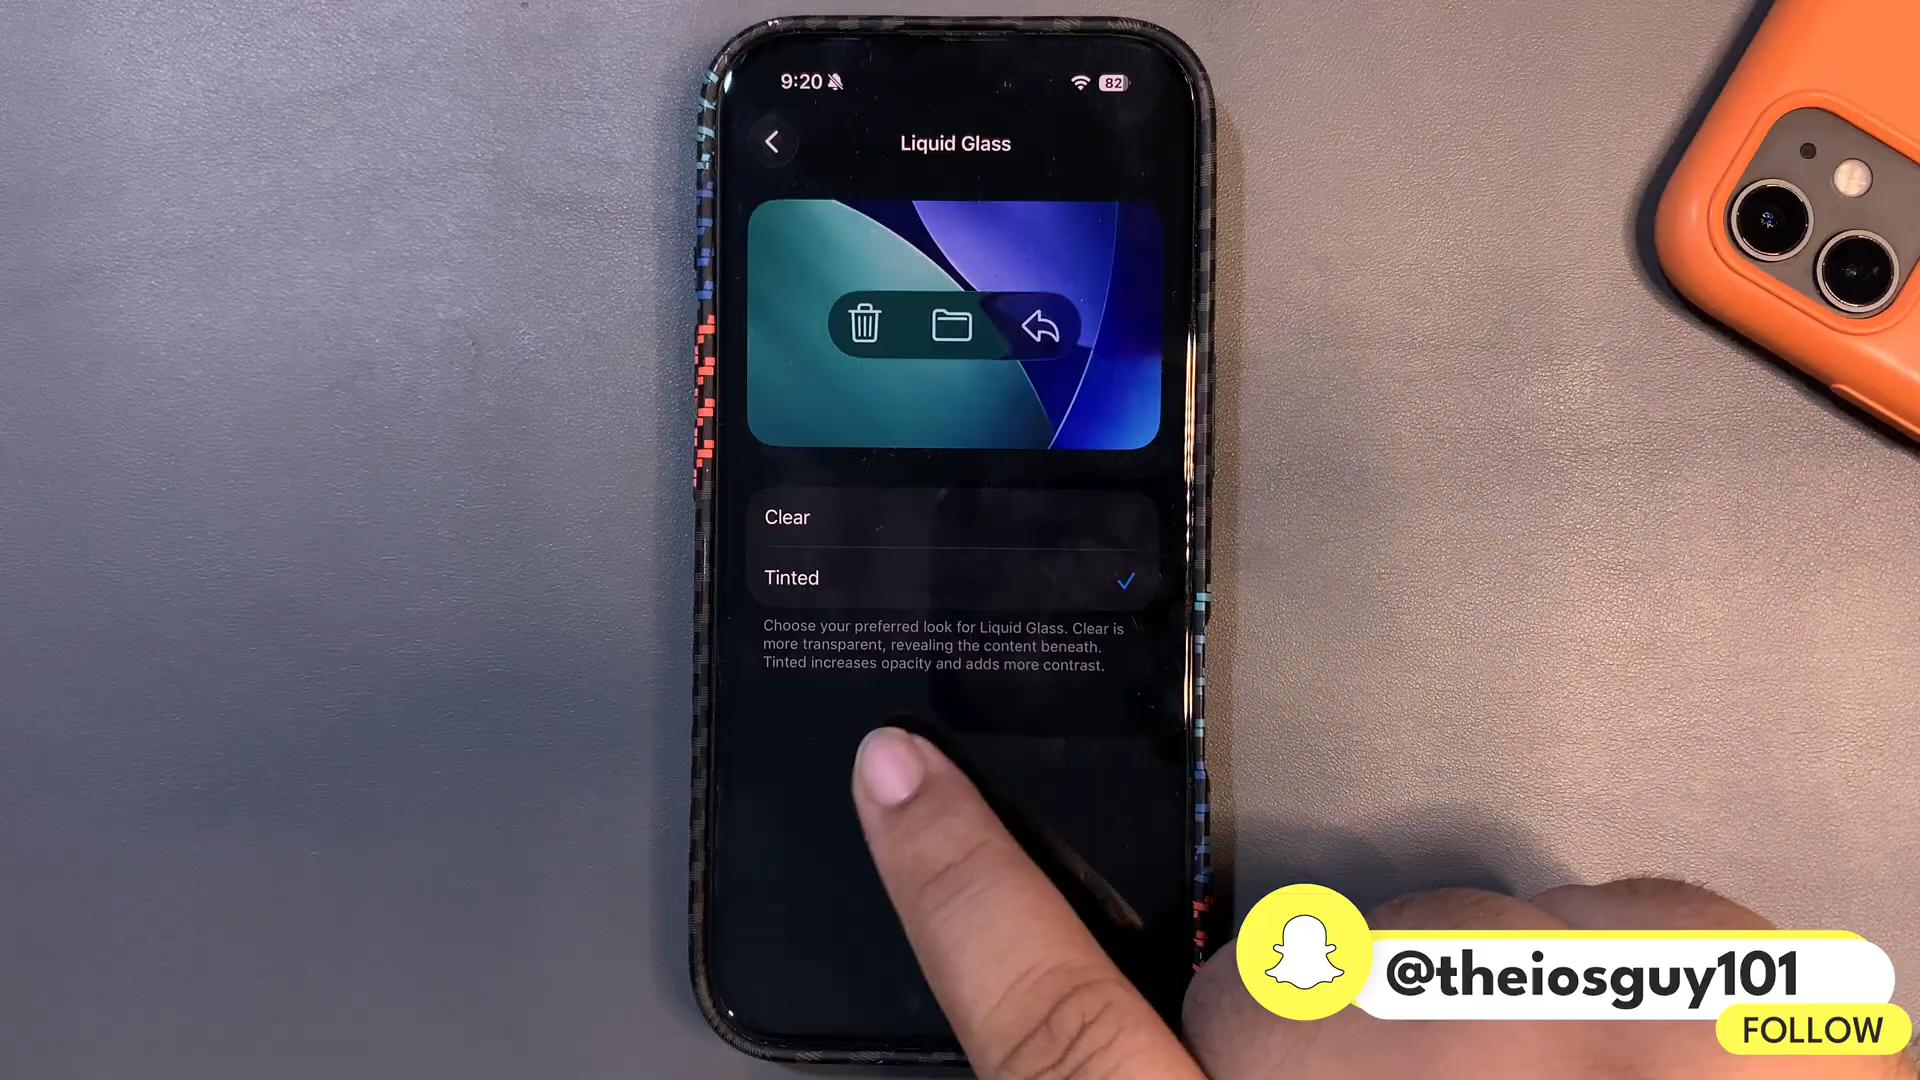 9:20
82
Liquid Glass
Clear
Tinted
Choose your preferred look for Liquid Glass. Clear is
more transparent, revealing the content beneath.
Tinted increases opacity and adds more contrast.
@theiosguy101
FOLLOW